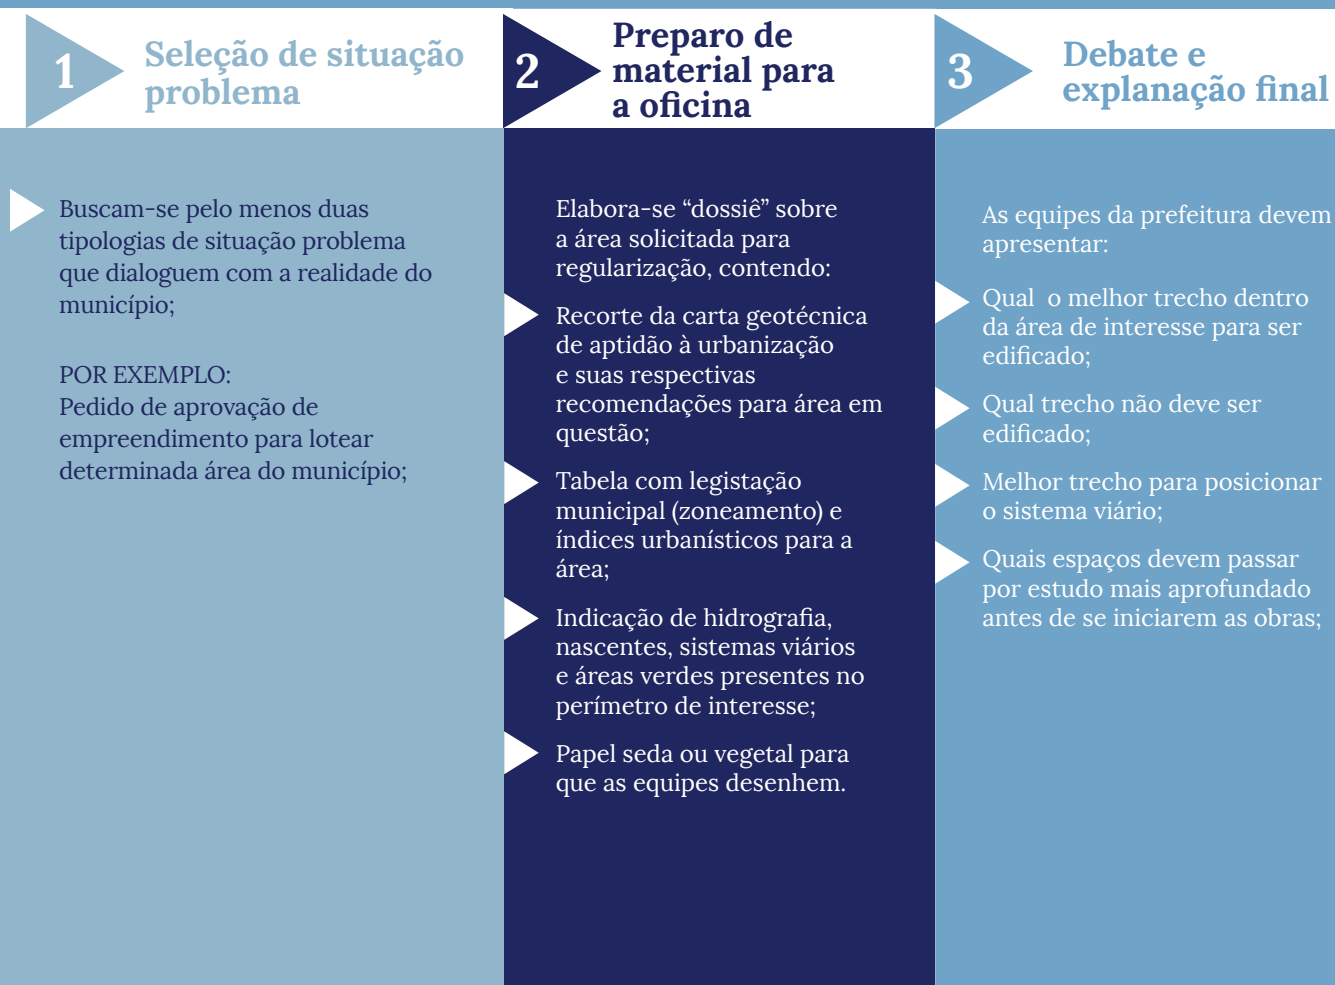 1
Seleção de situação
problema
Buscam-se pelo menos duas
tipologias de situação problema
que dialoguem com a realidade do
município;
POR EXEMPLO:
Pedido de aprovação de
empreendimento para lotear
determinada área do município;
2
Preparo de
material para
a oficina
Elabora-se “dossiê” sobre
a área solicitada para
regularização, contendo:
Recorte da carta geotécnica
de aptidão à urbanização
e suas respectivas
recomendações para área em
questão;
Tabela com legistação
municipal (zoneamento) e
índices urbanísticos para a
área;
Indicação de hidrografia,
nascentes, sistemas viários
e áreas verdes presentes no
perímetro de interesse;
Papel seda ou vegetal para
que as equipes desenhem.
3
Debate e
explanação final
As equipes da prefeitura devem
apresentar:
Qual  o melhor trecho dentro
da área de interesse para ser
edificado;
Qual trecho não deve ser
edificado;
Melhor trecho para posicionar
o sistema viário;
Quais espaços devem passar
por estudo mais aprofundado
antes de se iniciarem as obras;